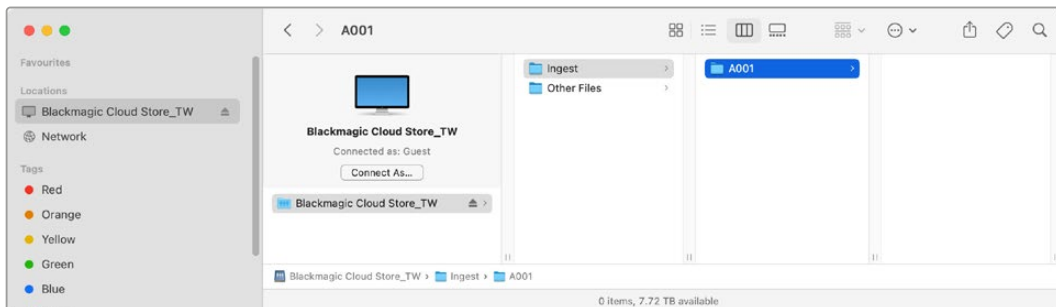 A001
Favourites
Locations
Blackmagic Cloud Store_TW
Network
Tags
Red
Orange
Yellow
Green
Blue
Blackmagic Cloud Store_TW
Connected as: Guest
Connect As...
Blackmagic Cloud Store_TW
Ingest
Other Files
A001
Blackmagic Cloud Store_TW › Ingest › A001
0 items, 7.72 TB available